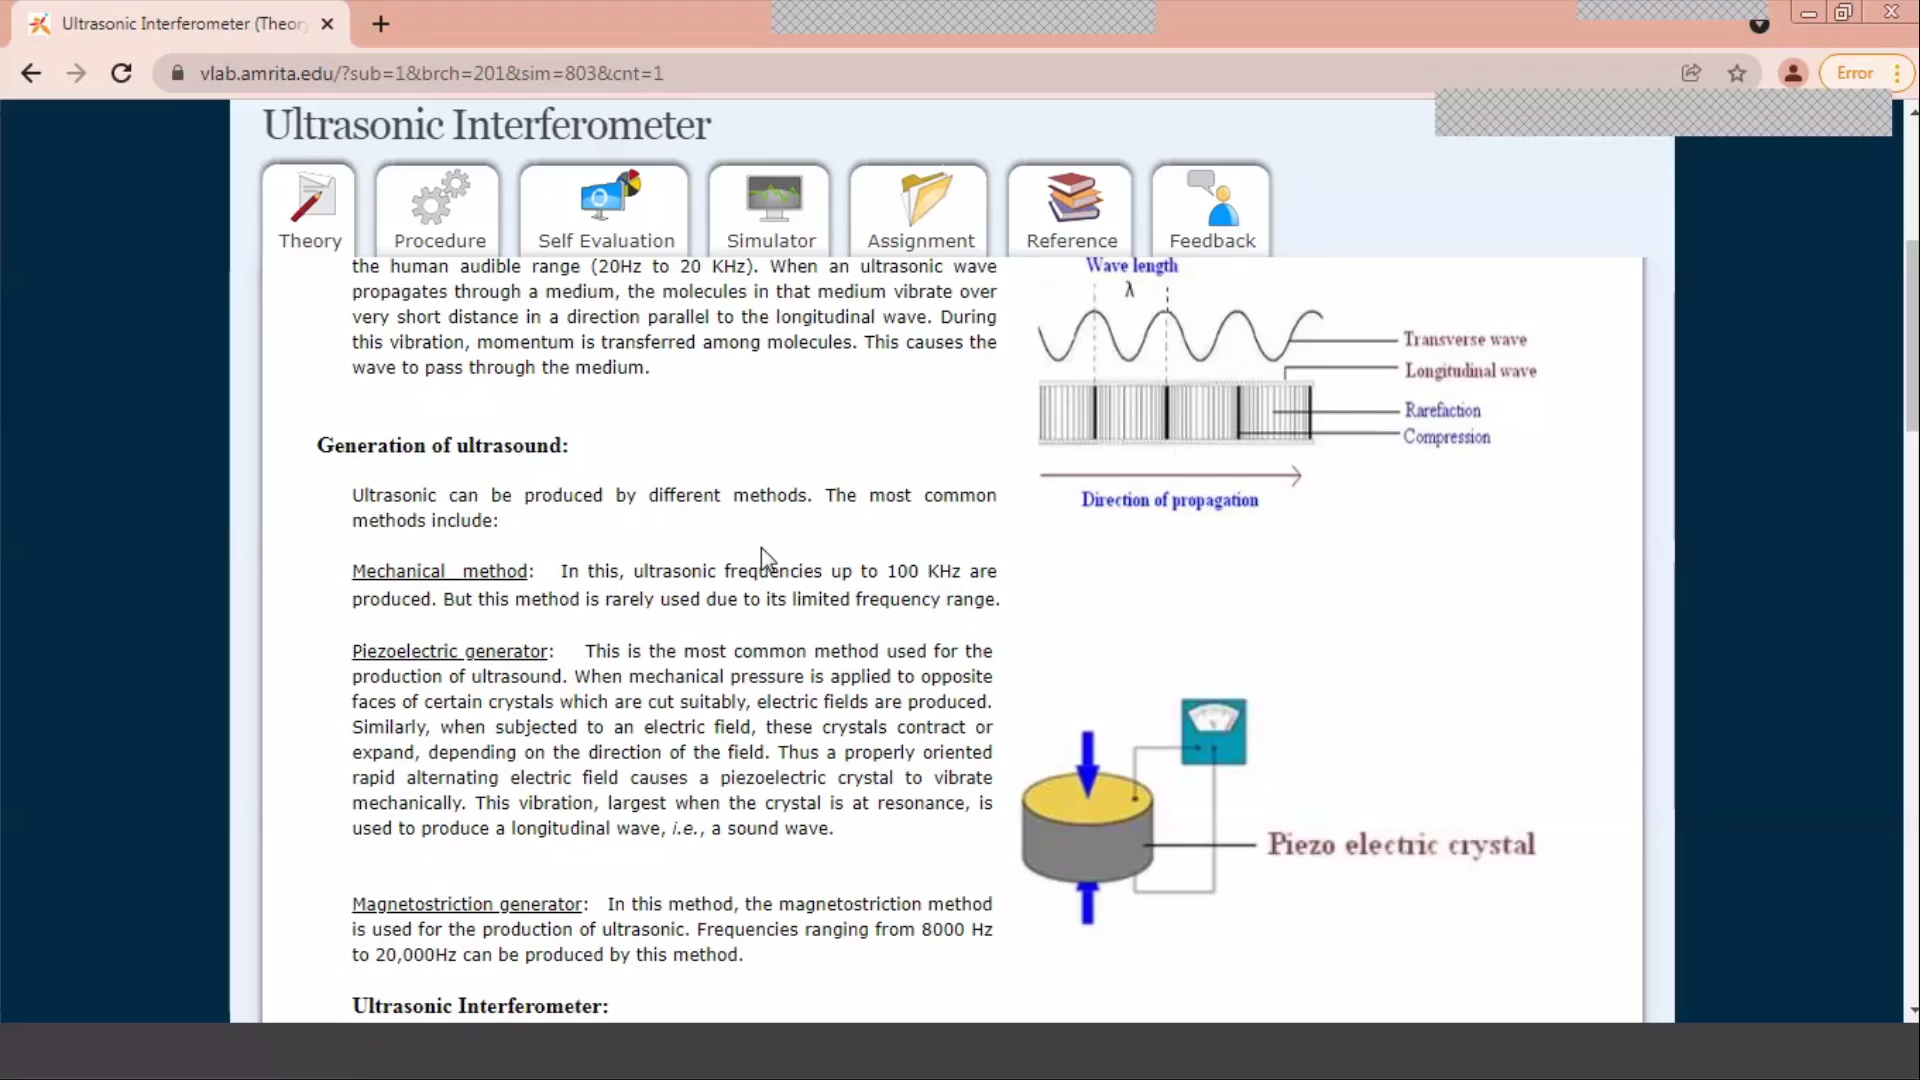 Ultrasonic Interferometer (Theory
vlab.amrita.edu/?sub=1&brch=201&sim=803&cnt=1
Error
Ultrasonic Interferometer
Theory
Procedure
Self Evaluation
Simulator
Assignment
Reference
Feedback
the human audible range (20Hz to 20 KHz). When an ultrasonic wave
propagates through a medium, the molecules in that medium vibrate over
very short distance in a direction parallel to the longitudinal wave. During
this vibration, momentum is transferred among molecules. This causes the
wave to pass through the medium.
Wave length
λ
Transverse wave
Longitudinal wave
Rarefaction
Compression
Direction of propagation
Generation of ultrasound:
Ultrasonic can be produced by different methods. The most common
methods include:
Mechanical method: In this, ultrasonic frequencies up to 100 KHz are
produced. But this method is rarely used due to its limited frequency range.
Piezoelectric generator: This is the most common method used for the
production of ultrasound. When mechanical pressure is applied to opposite
faces of certain crystals which are cut suitably, electric fields are produced.
Similarly, when subjected to an electric field, these crystals contract or
expand, depending on the direction of the field. Thus a properly oriented
rapid alternating electric field causes a piezoelectric crystal to vibrate
mechanically. This vibration, largest when the crystal is at resonance, is
used to produce a longitudinal wave, i.e., a sound wave.
Piezo electric crystal
Magnetostriction generator: In this method, the magnetostriction method
is used for the production of ultrasonic. Frequencies ranging from 8000 Hz
to 20,000Hz can be produced by this method.
Ultrasonic Interferometer: